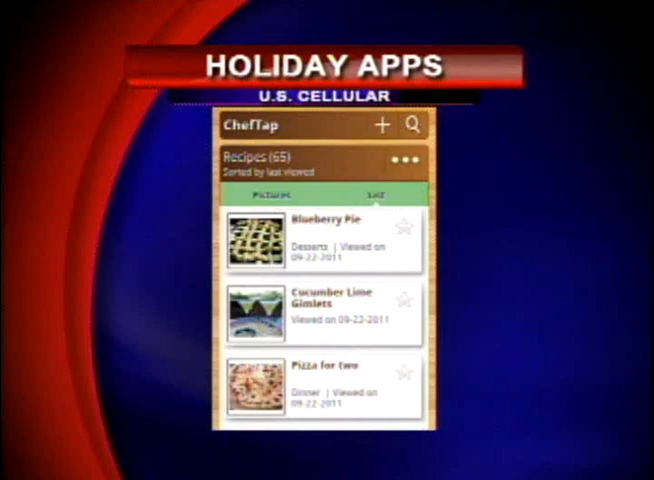 HOLIDAY APPS
U.S. CELLULAR
ChefTap
Recipes (65)
Sorted by last viewed
Pictures List
Blueberry Pie
Desserts | Viewed on
09-22-2011
Cucumber Lime
Gimlets
Viewed on 09-22-2011
Pizza for two
Dinner | Viewed on
09-22-2011